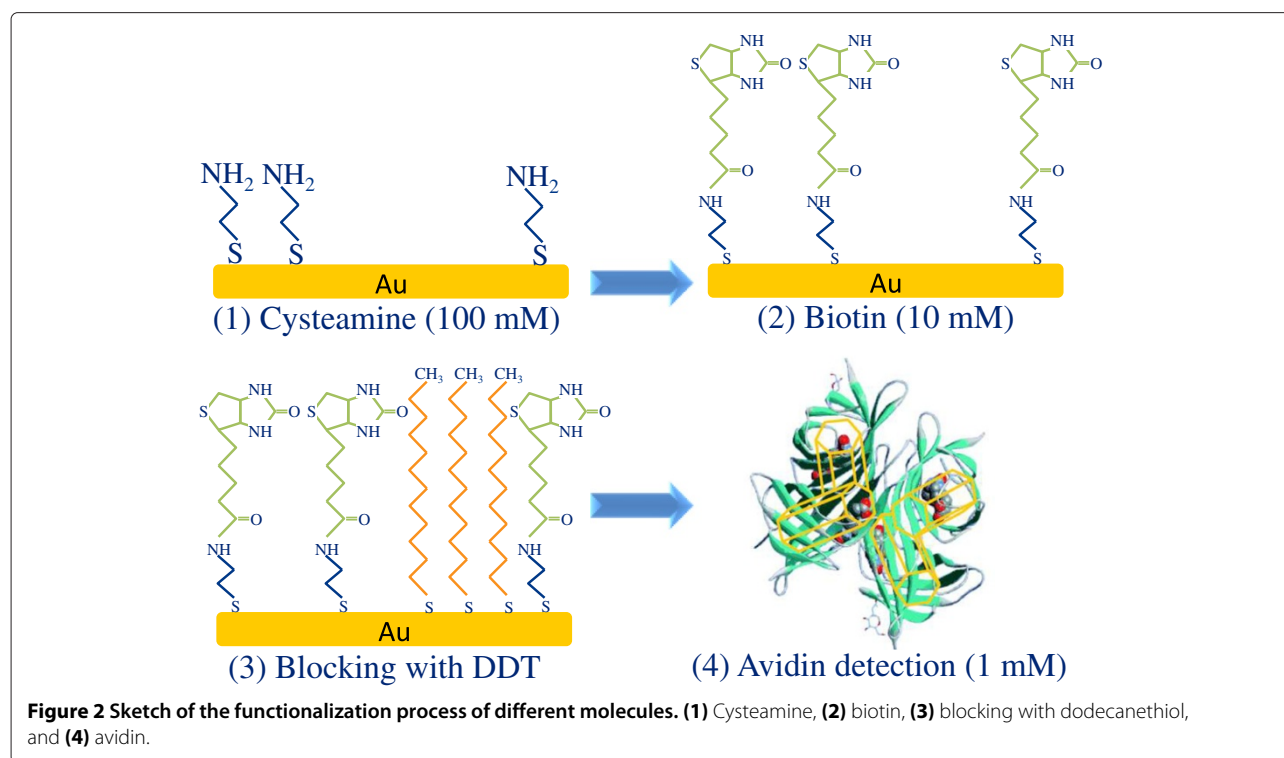 NH₂ NH₂ NH₂
S S S
Au
(1) Cysteamine (100 mM)
NH NH NH
S O S O S O
NH NH NH
O O O
NH NH NH
S S S
Au
(2) Biotin (10 mM)
CH₃ CH₃ CH₃
NH NH NH
S O S O S O
NH NH NH
O O O
NH NH NH
S S S S S S
Au
(3) Blocking with DDT
(4) Avidin detection (1 mM)
Figure 2 Sketch of the functionalization process of different molecules. (1) Cysteamine, (2) biotin, (3) blocking with dodecanethiol,
and (4) avidin.